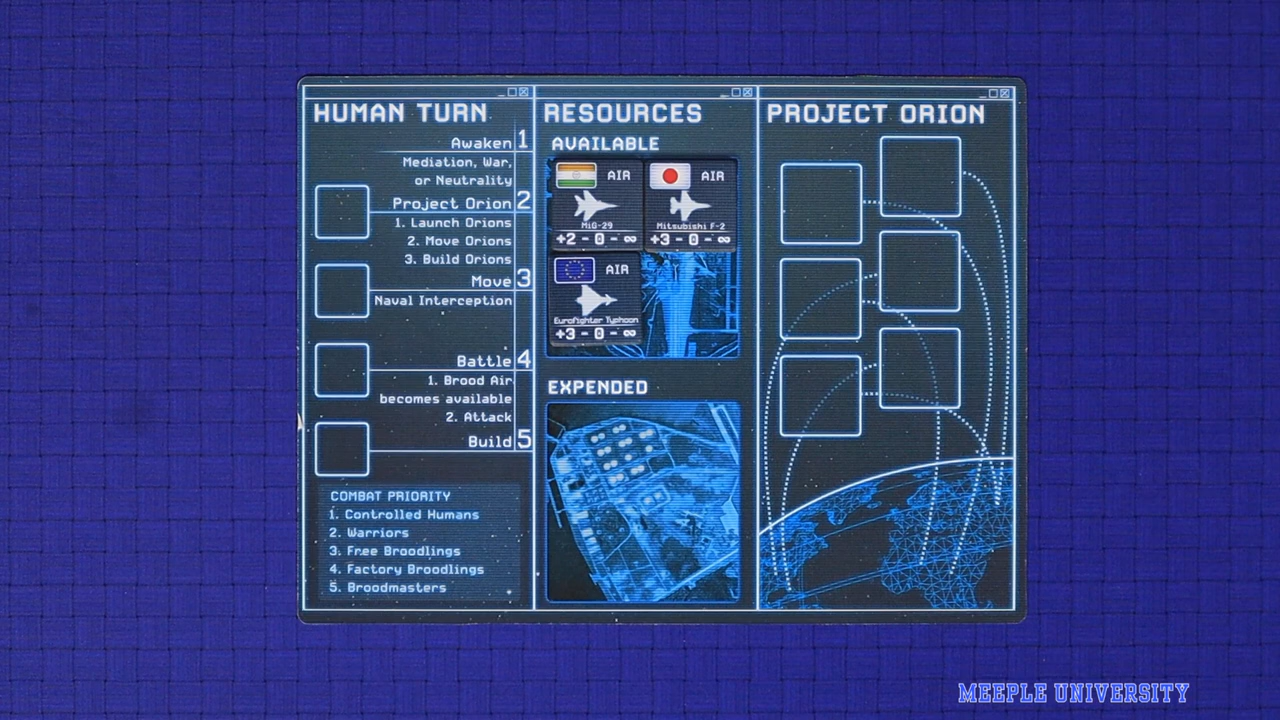 HUMAN TURN
Awaken 1
Mediation, War,
or Neutrality
Project Orion 2
1. Launch Orions
2. Move Orions
3. Build Orions
Move 3
Naval Interception
Battle 4
1. Brood Air
becomes available
2. Attack
Build 5
COMBAT PRIORITY
1. Controlled Humans
2. Warriors
3. Free Broodlings
4. Factory Broodlings
5. Broodmasters
RESOURCES
AVAILABLE
AIR
MiG-29
+2 - 0 - ∞
AIR
Mitsubishi F-2
+3 - 0 - ∞
AIR
Eurofighter Typhoon
+3 - 0 - ∞
EXPENDED
PROJECT ORION
MEEPLE UNIVERSITY